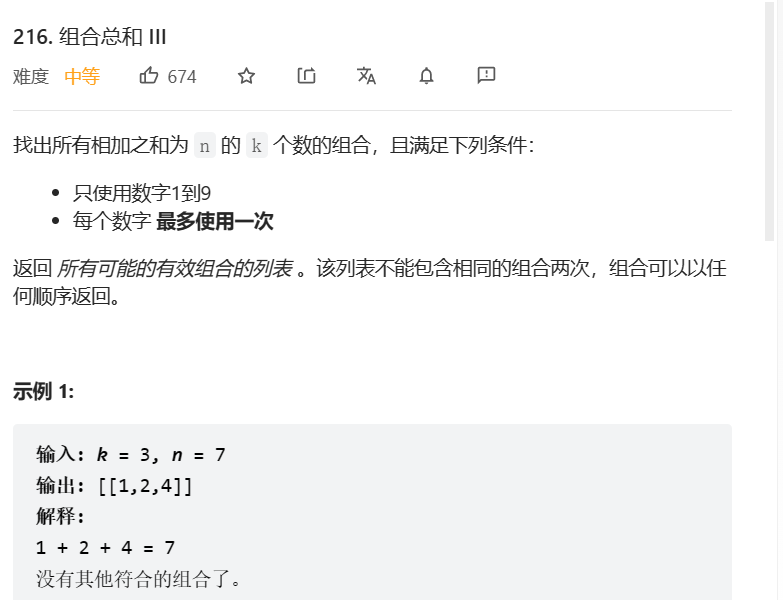 216. 组合总和 III
难度 中等 674
找出所有相加之和为 n 的 k 个数的组合，且满足下列条件：
只使用数字1到9
每个数字 最多使用一次
返回 所有可能的有效组合的列表 。该列表不能包含相同的组合两次，组合可以以任
何顺序返回。
示例 1:
输入: k = 3, n = 7
输出: [[1,2,4]]
解释:
1 + 2 + 4 = 7
没有其他符合的组合了。